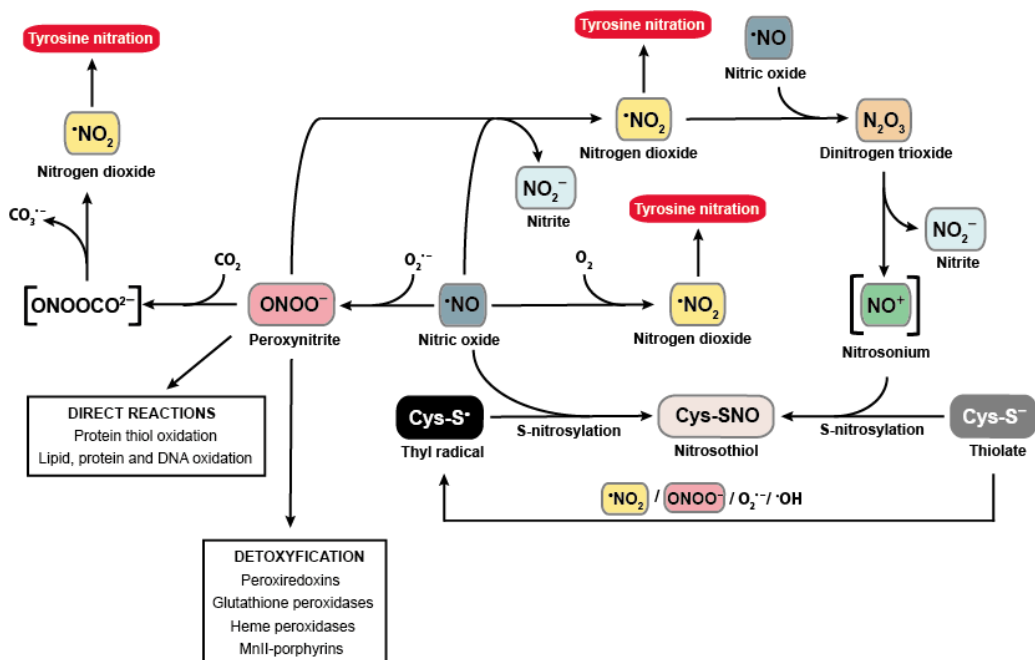 Tyrosine nitration
Tyrosine nitration
•NO
Nitric oxide
•NO₂
Nitrogen dioxide
•NO₂
Nitrogen dioxide
N₂O₃
Dinitrogen trioxide
NO₂⁻
Nitrite
Tyrosine nitration
NO₂⁻
Nitrite
CO₃•⁻
CO₂
O₂•⁻
O₂
[ONOOCO²⁻]
ONOO⁻
Peroxynitrite
•NO
Nitric oxide
•NO₂
Nitrogen dioxide
[NO⁺]
Nitrosonium
DIRECT REACTIONS
Protein thiol oxidation
Lipid, protein and DNA oxidation
Cys-S•
Thyl radical
S-nitrosylation
Cys-SNO
Nitrosothiol
S-nitrosylation
Cys-S⁻
Thiolate
•NO₂ / ONOO⁻ / O₂•⁻ / •OH
DETOXYFICATION
Peroxiredoxins
Glutathione peroxidases
Heme peroxidases
MnII-porphyrins